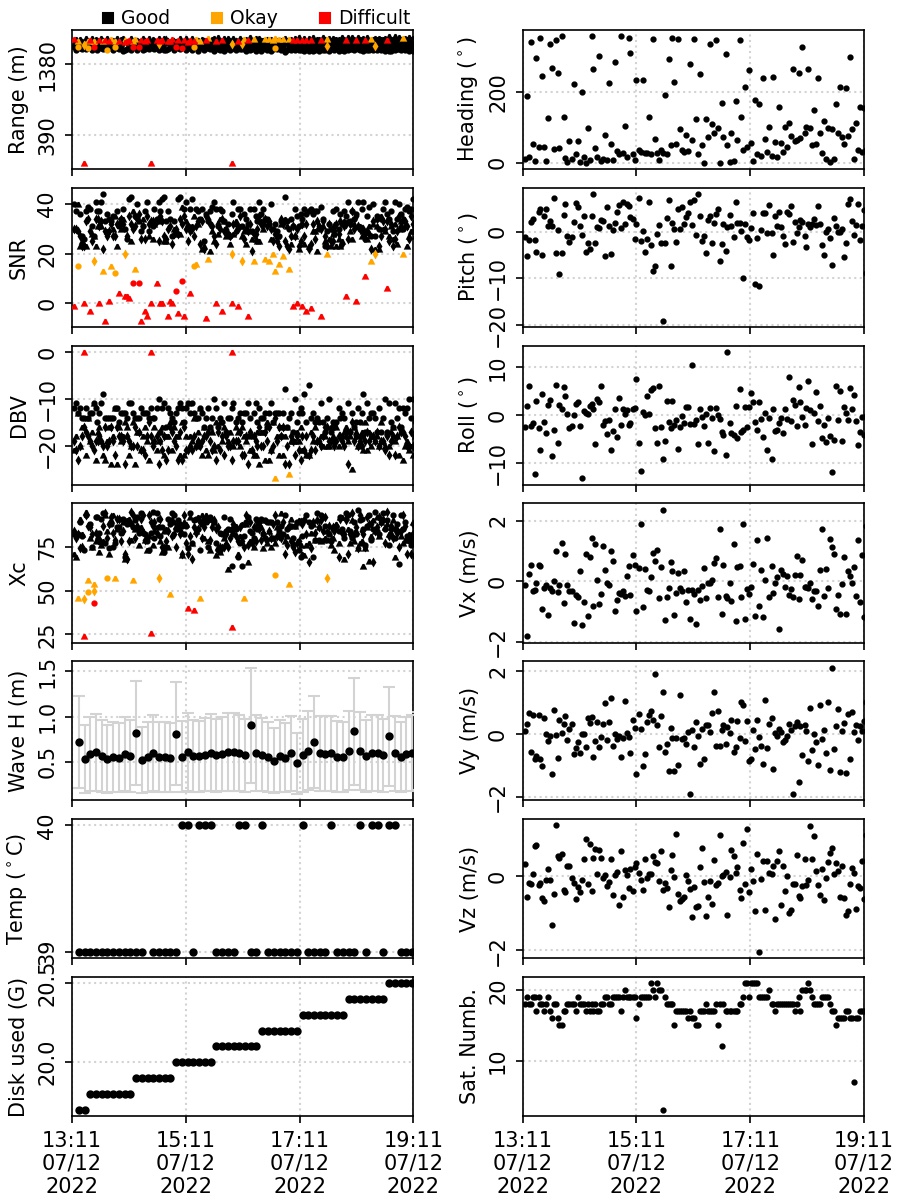 Good Okay Difficult
Range (m)
1380
390
Heading (°)
200
0
SNR
40
20
0
Pitch (°)
0
−10
−20
DBV
0
−10
−20
Roll (°)
10
0
−10
Xc
75
50
25
Vx (m/s)
2
0
−2
Wave H (m)
1.5
1.0
0.5
Vy (m/s)
2
0
−2
Temp (°C)
40
39
Vz (m/s)
0
−2
Disk used (G)
20.5
20.0
Sat. Numb.
20
10
13:11 15:11 17:11 19:11 13:11 15:11 17:11 19:11
07/12 07/12 07/12 07/12 07/12 07/12 07/12 07/12
2022 2022 2022 2022 2022 2022 2022 2022